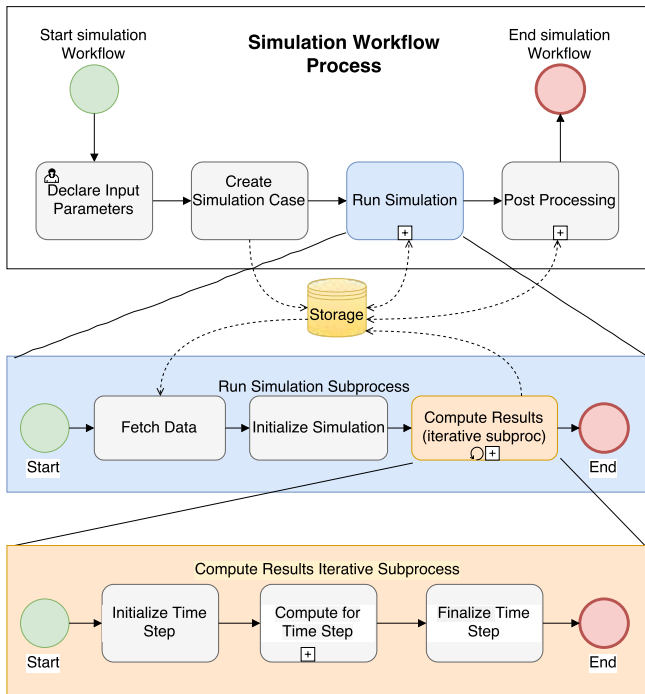 Start simulation
Workflow
Simulation Workflow
Process
End simulation
Workflow
Declare Input
Parameters
Create
Simulation Case
Run Simulation
Post Processing
Storage
Run Simulation Subprocess
Start
Fetch Data
Initialize Simulation
Compute Results
(iterative subproc)
End
Compute Results Iterative Subprocess
Start
Initialize Time
Step
Compute for
Time Step
Finalize Time
Step
End